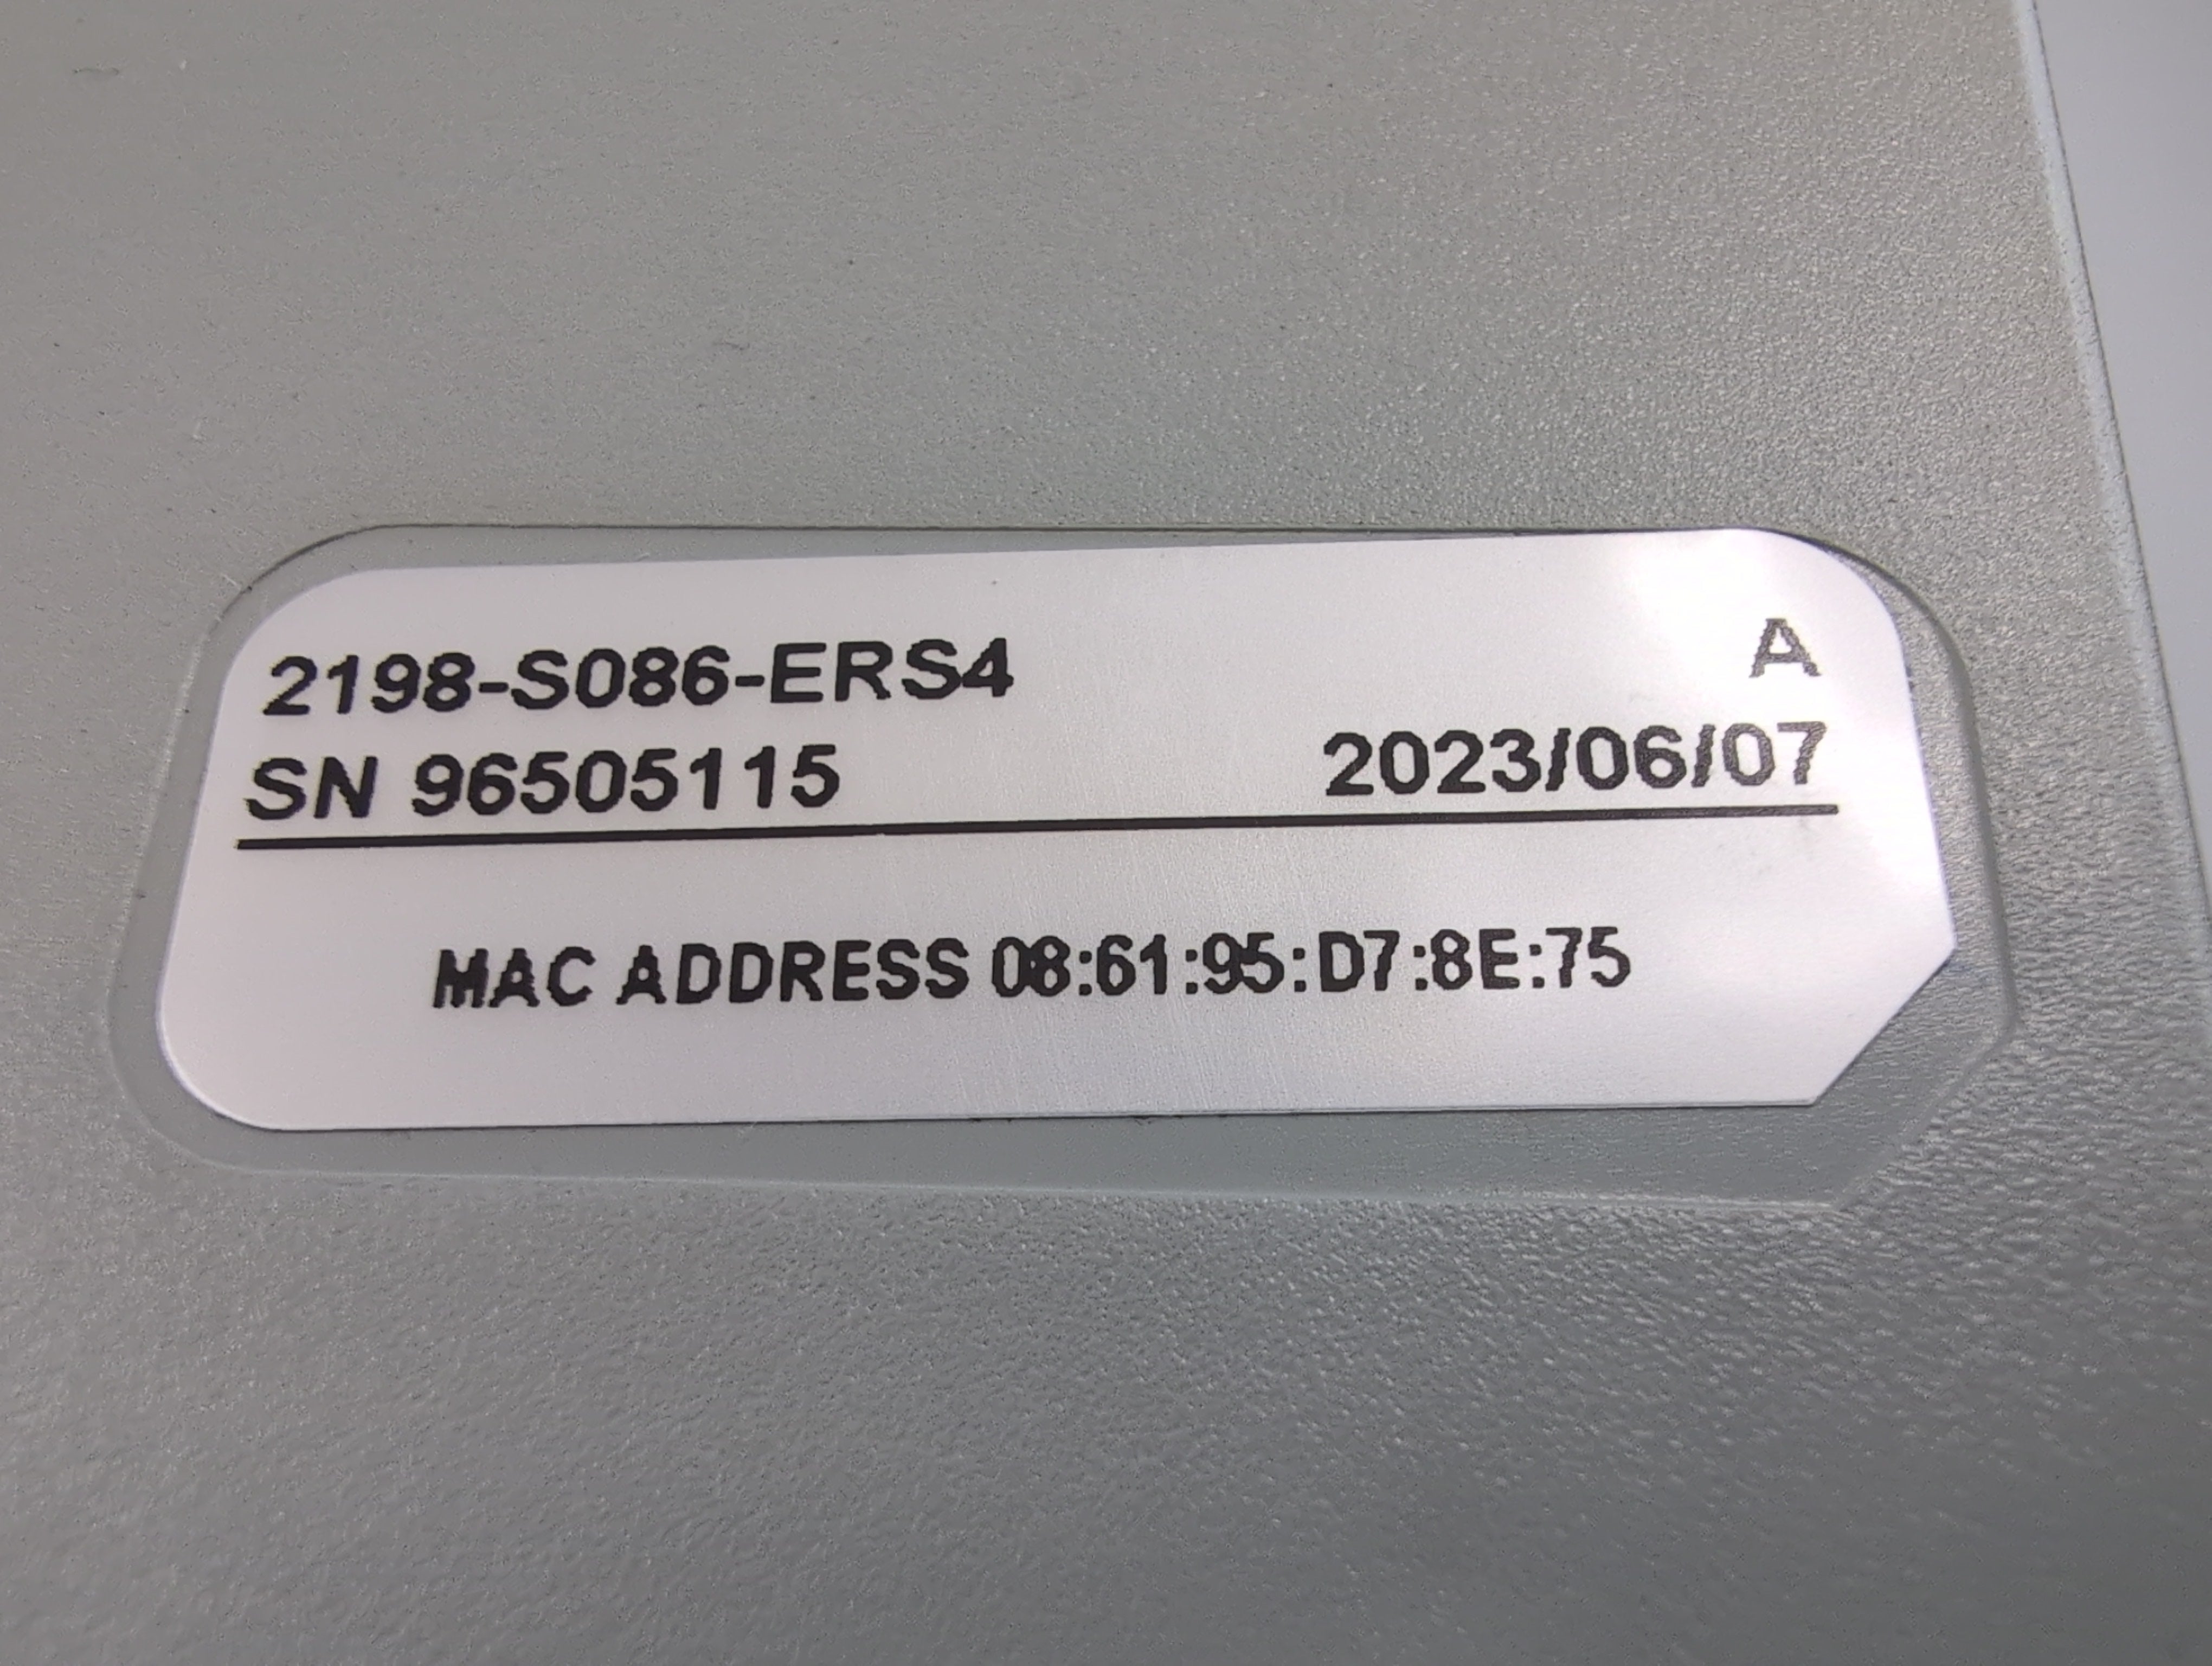 2198-S086-ERS4 A
SN 96505115 2023/06/07
MAC ADDRESS 08:61:95:D7:8E:75